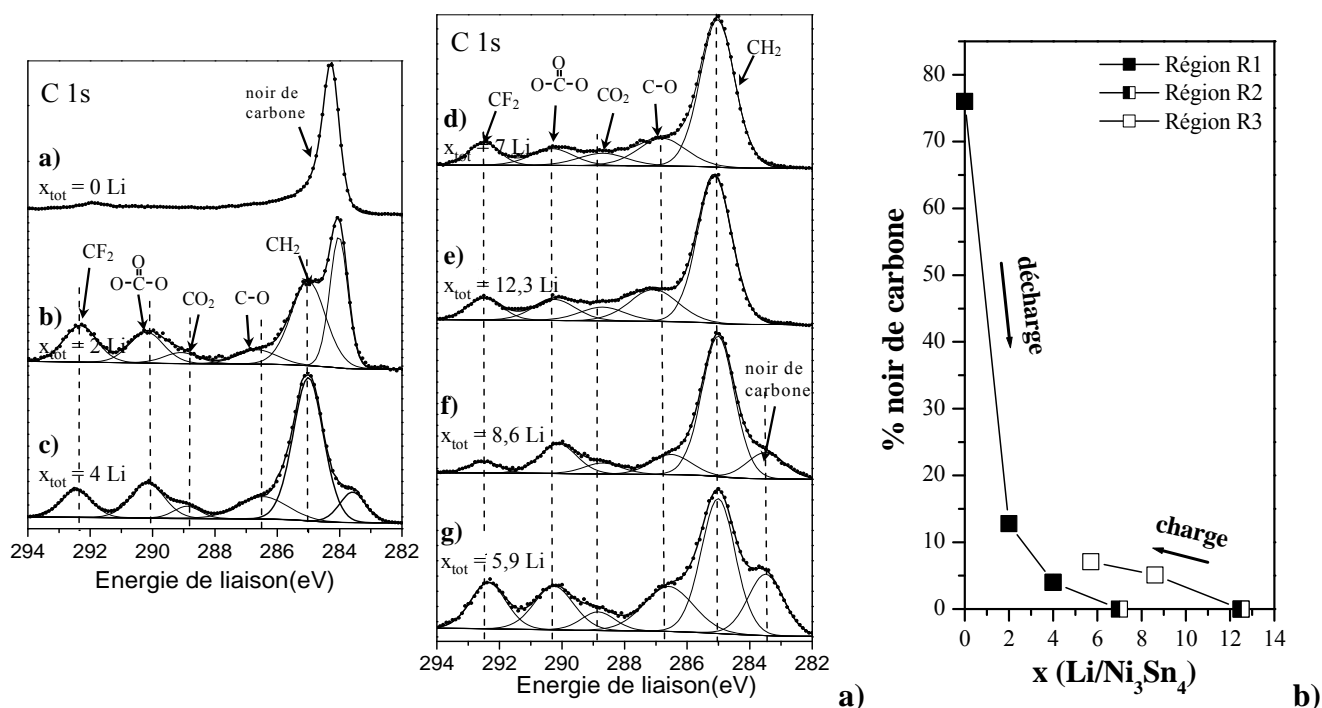 C 1s
noir de
carbone
a)
x_tot = 0 Li
CF₂
O
O-C-O
CO₂
C-O
CH₂
b)
x_tot = 2 Li
c)
x_tot = 4 Li
294 292 290 288 286 284 282
Energie de liaison(eV)
C 1s
CF₂
O
O-C-O
CO₂
C-O
CH₂
d)
x_tot = 7 Li
e)
x_tot = 12,3 Li
noir de
carbone
f)
x_tot = 8,6 Li
g)
x_tot = 5,9 Li
294 292 290 288 286 284 282
Energie de liaison(eV)
a)
% noir de carbone
80
70
60
50
40
30
20
10
0
Région R1
Région R2
Région R3
décharge
charge
0 2 4 6 8 10 12 14
x (Li/Ni₃Sn₄)
b)